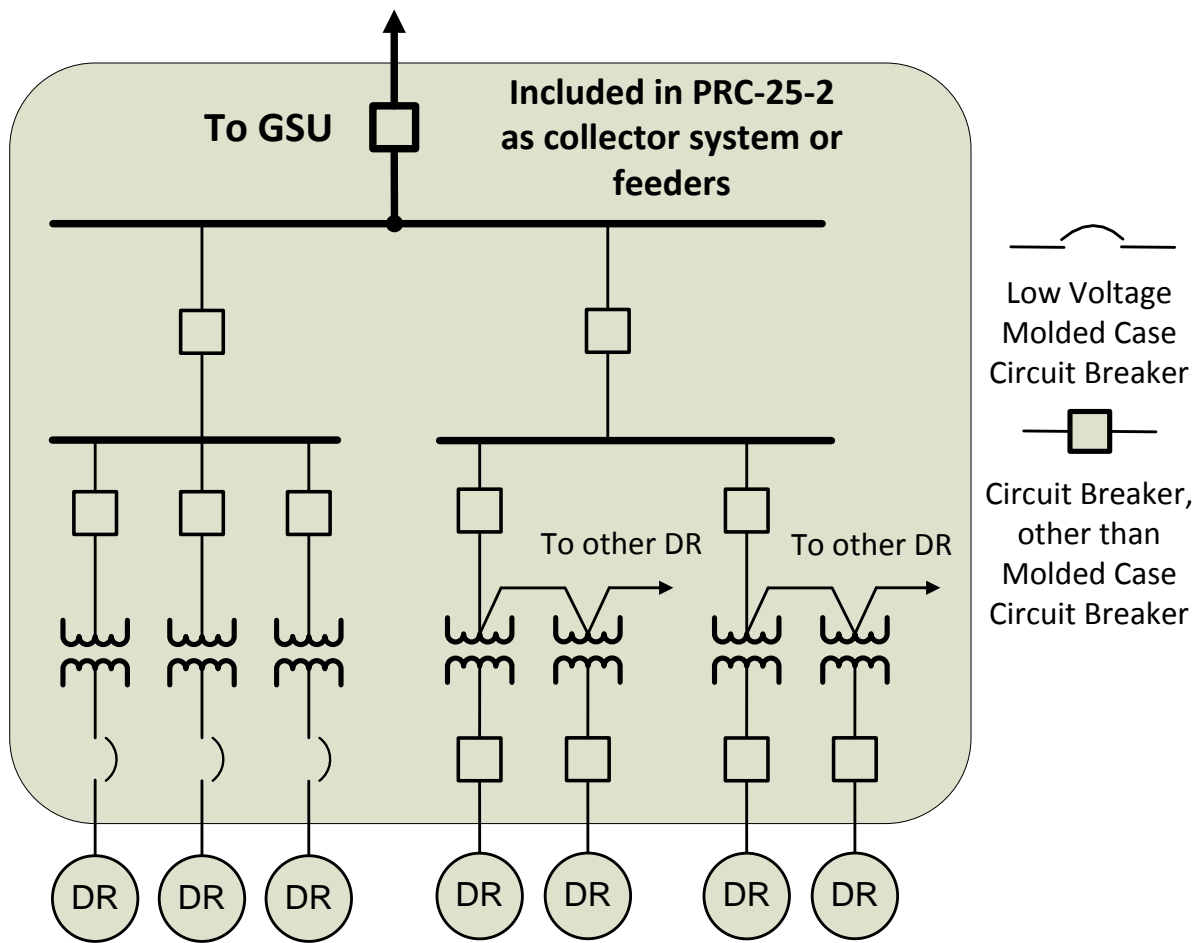 To GSU
Included in PRC-25-2
as collector system or
feeders
Low Voltage
Molded Case
Circuit Breaker
Circuit Breaker,
other than
Molded Case
Circuit Breaker
To other DR
To other DR
DR
DR
DR
DR
DR
DR
DR